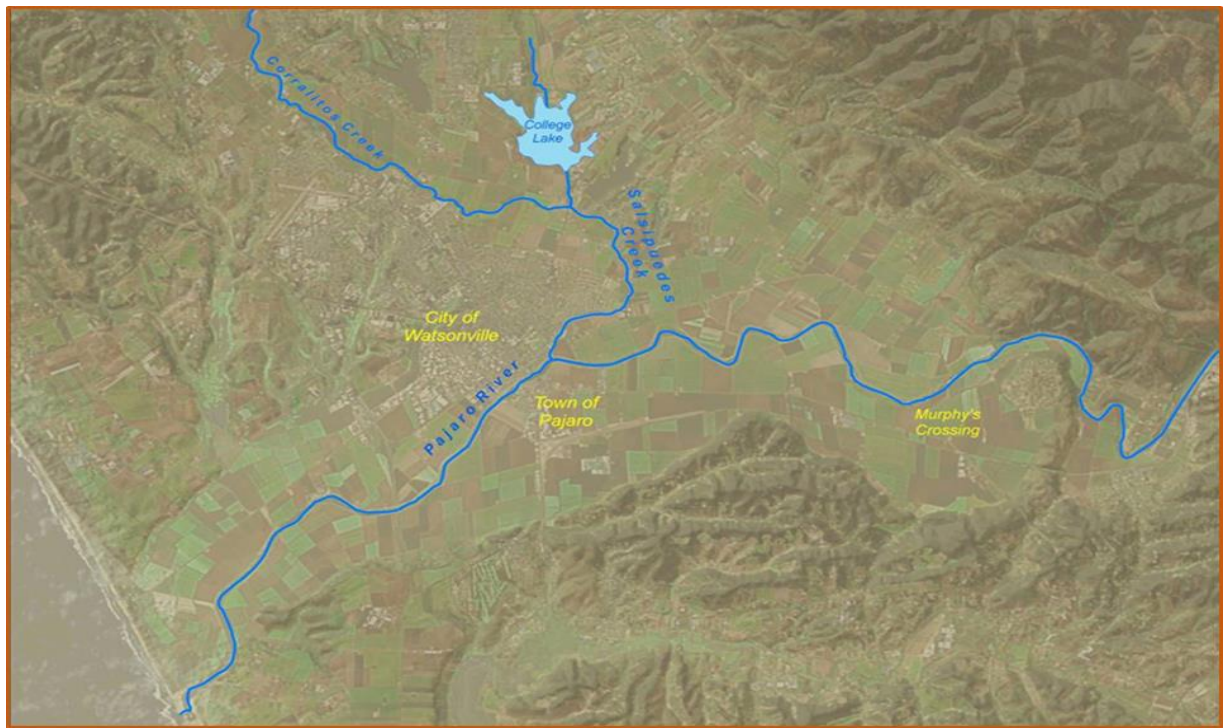 Corralitos Creek
College
Lake
Salsipuedes
Creek
City of
Watsonville
Pajaro River
Town of
Pajaro
Murphy's
Crossing